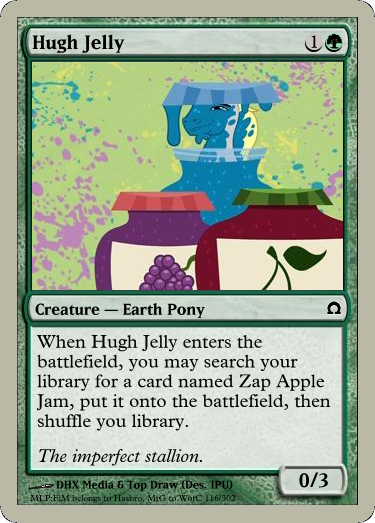 Hugh Jelly 1
Creature — Earth Pony Ω
When Hugh Jelly enters the
battlefield, you may search your
library for a card named Zap Apple
Jam, put it onto the battlefield, then
shuffle you library.
The imperfect stallion.
DHX Media & Top Draw (Des. IPU)
MLP:FiM belongs to Hasbro, MtG to WotC 116/302
0/3